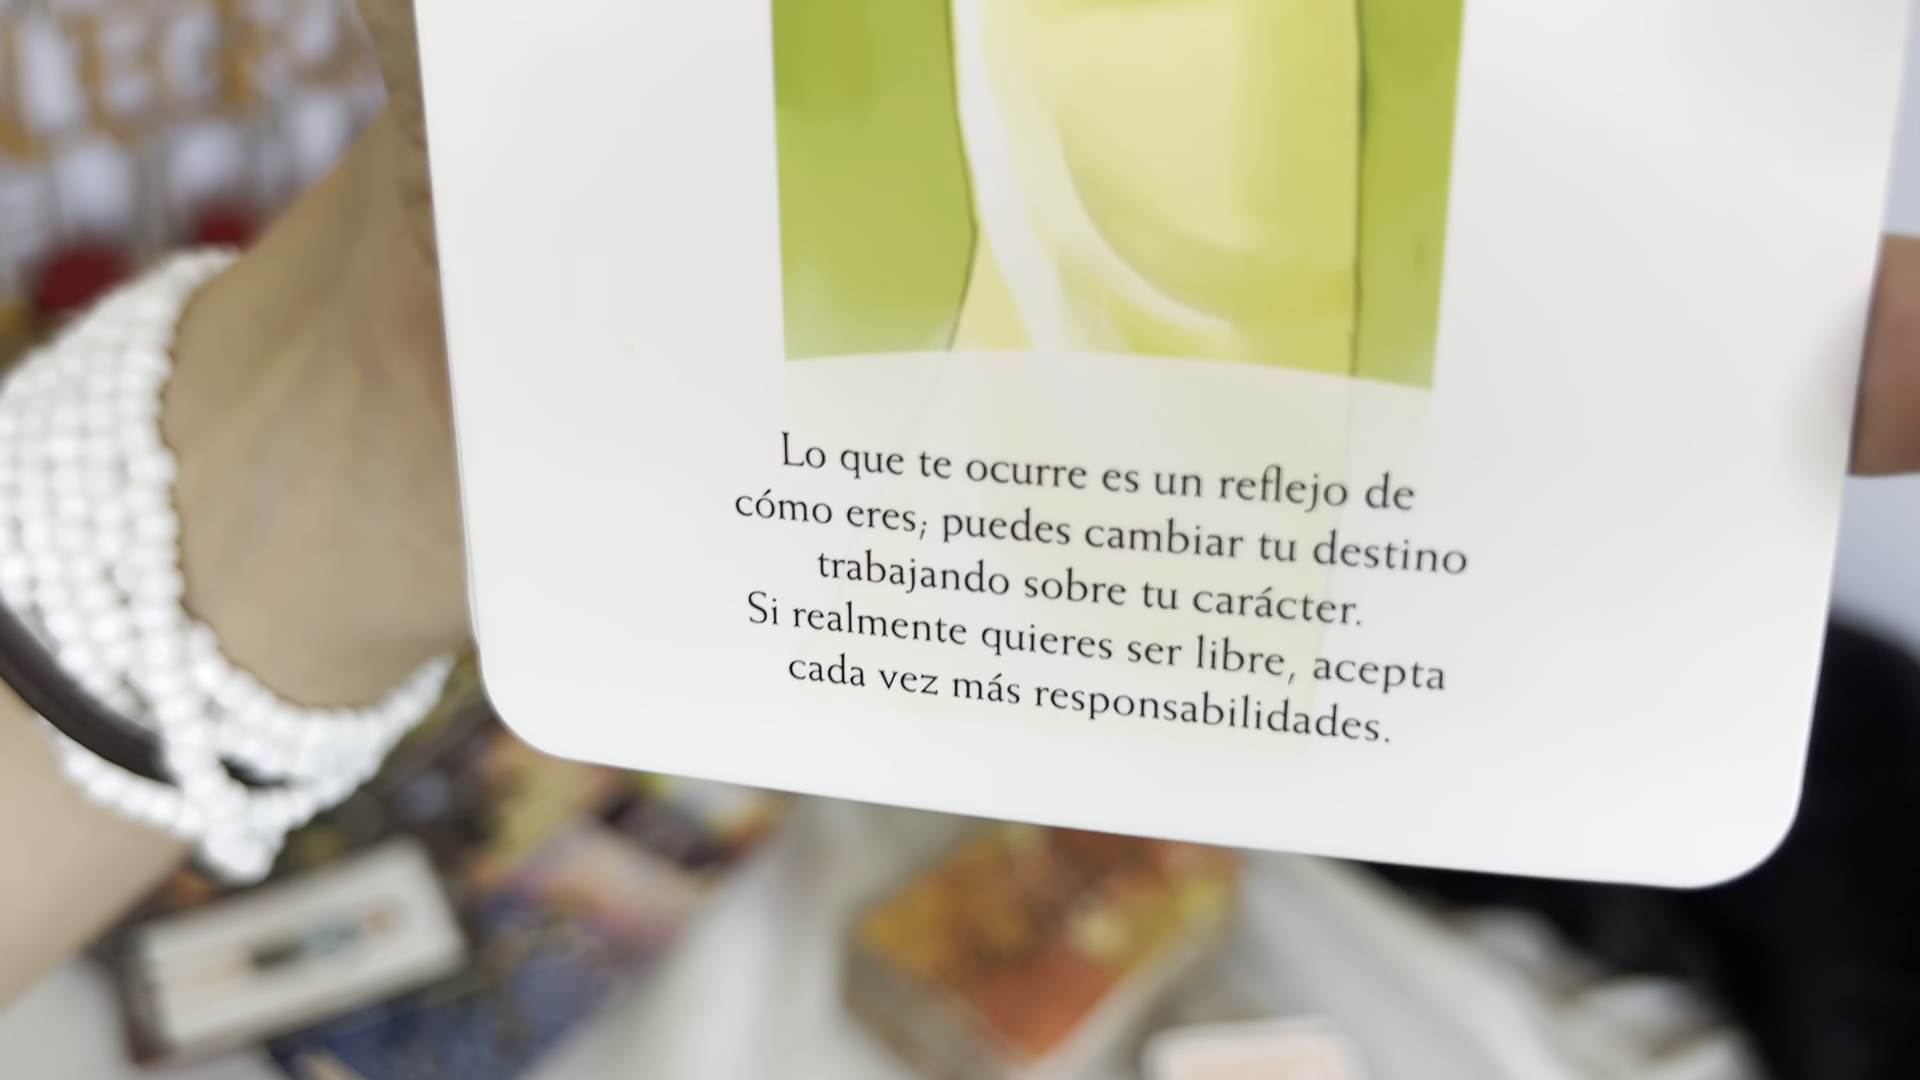 Lo que te ocurre es un reflejo de
cómo eres; puedes cambiar tu destino
trabajando sobre tu carácter.
Si realmente quieres ser libre, acepta
cada vez más responsabilidades.